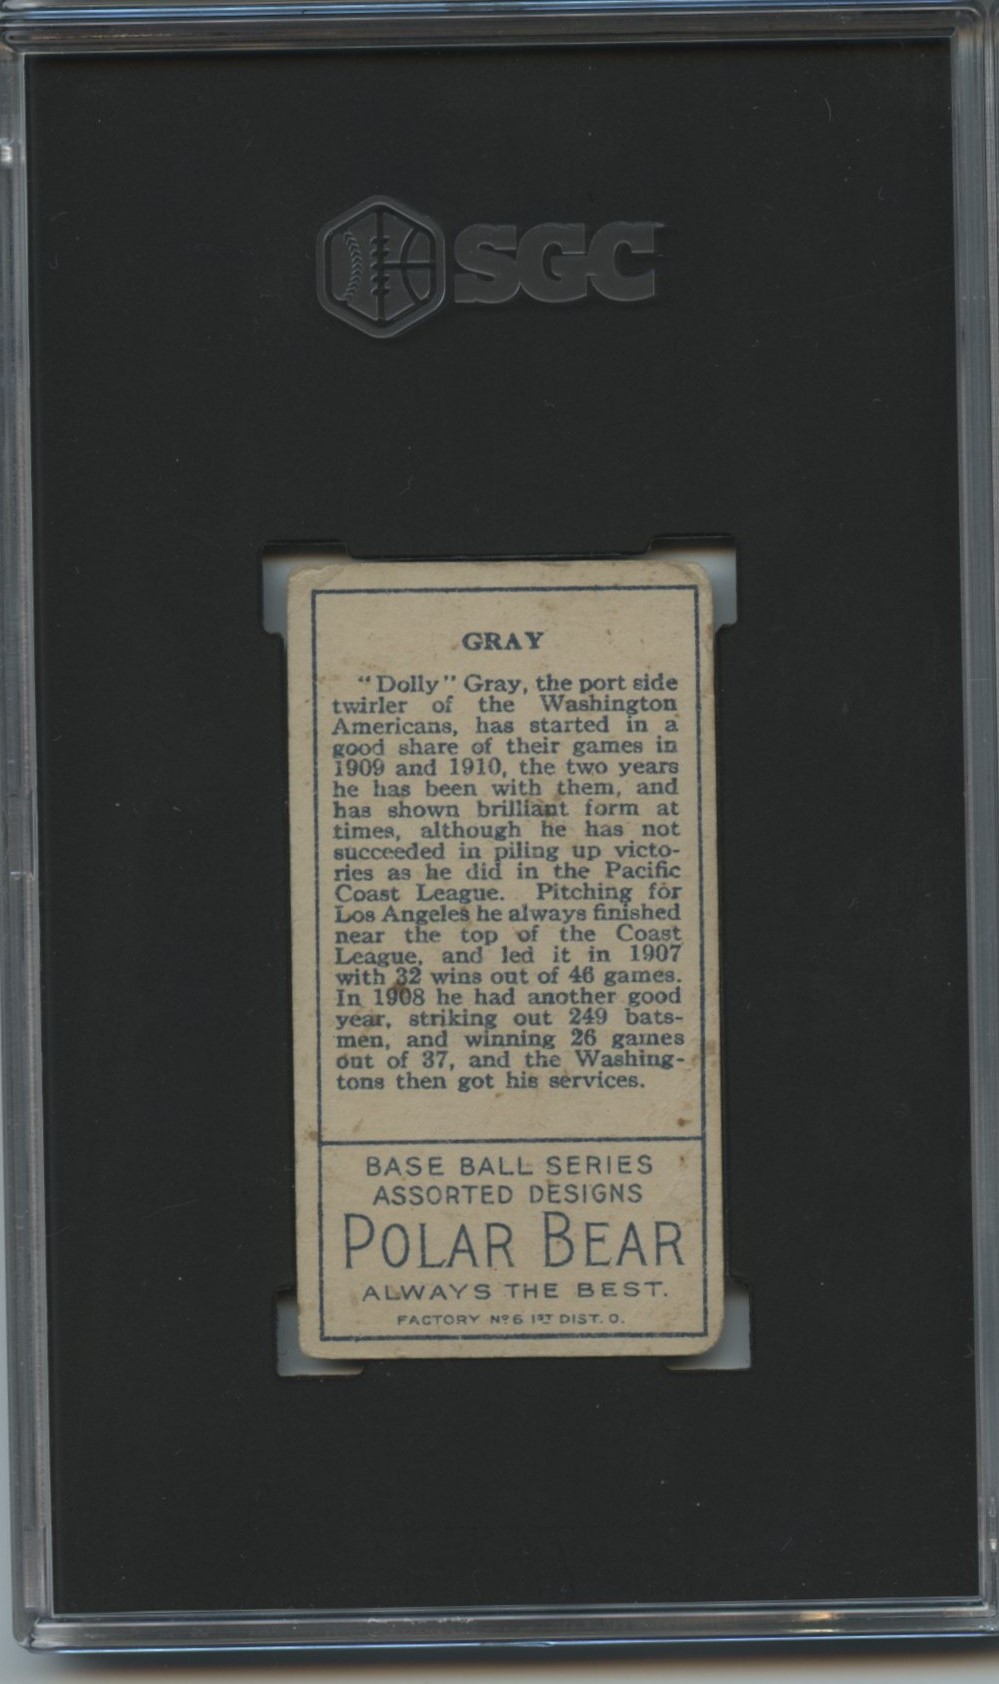 SGC
GRAY
"Dolly" Gray, the port side
twirler of the Washington
Americans, has started in a
good share of their games in
1909 and 1910, the two years
he has been with them, and
has shown brilliant form at
times, although he has not
succeeded in piling up victo-
ries as he did in the Pacific
Coast League. Pitching for
Los Angeles he always finished
near the top of the Coast
League, and led it in 1907
with 32 wins out of 46 games.
In 1908 he had another good
year, striking out 249 bats-
men, and winning 26 games
out of 37, and the Washing-
tons then got his services.
BASE BALL SERIES
ASSORTED DESIGNS
POLAR BEAR
ALWAYS THE BEST.
FACTORY Nº 6 1ST DIST. O.